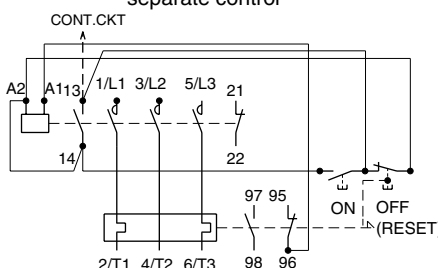 separate control
CONT.CKT
A2 A1 13 1/L1 3/L2 5/L3 21
14 22
97 95 ON OFF
(RESET)
2/T1 4/T2 6/T3 98 96